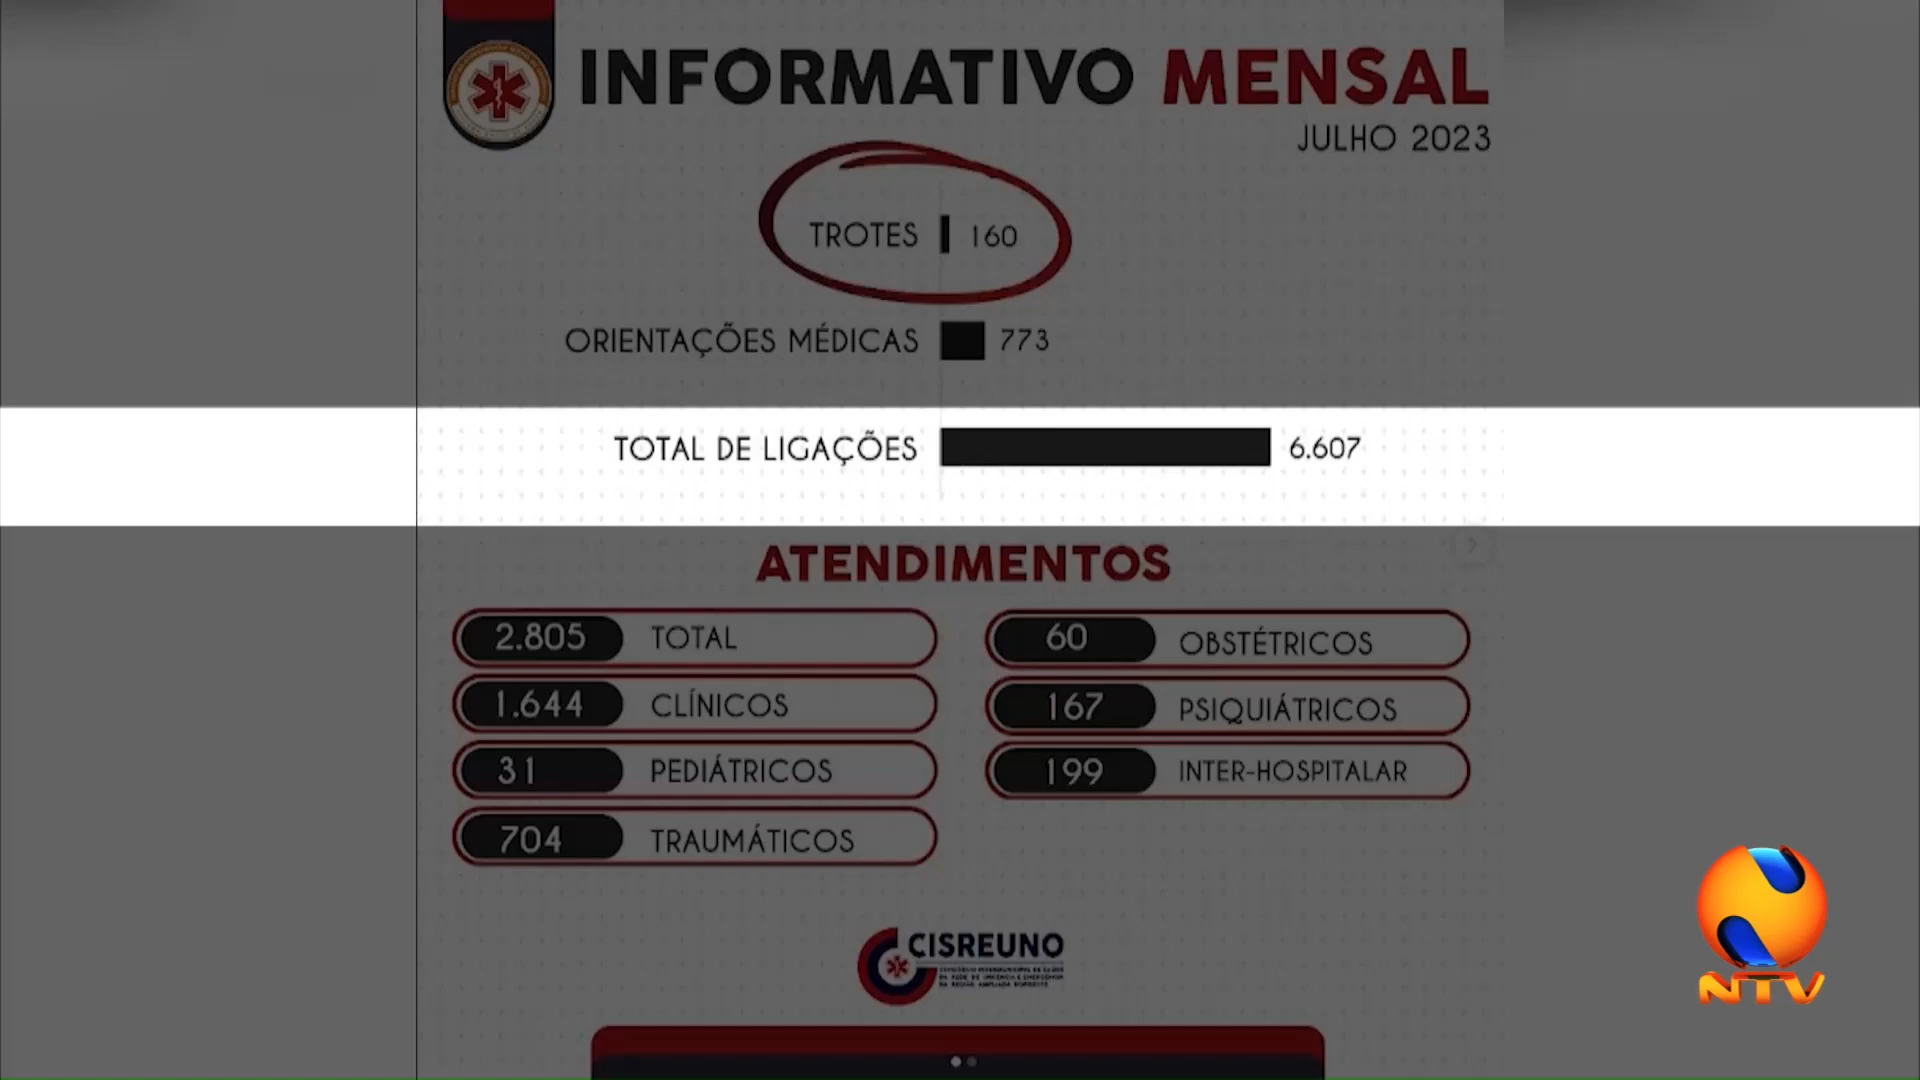 INFORMATIVO MENSAL
JULHO 2023
TROTES 160
ORIENTAÇÕES MÉDICAS 773
TOTAL DE LIGAÇÕES 6.607
ATENDIMENTOS
2.805 TOTAL
1.644 CLÍNICOS
31 PEDIÁTRICOS
704 TRAUMÁTICOS
60 OBSTÉTRICOS
167 PSIQUIÁTRICOS
199 INTER-HOSPITALAR
CISREUNO
NTV